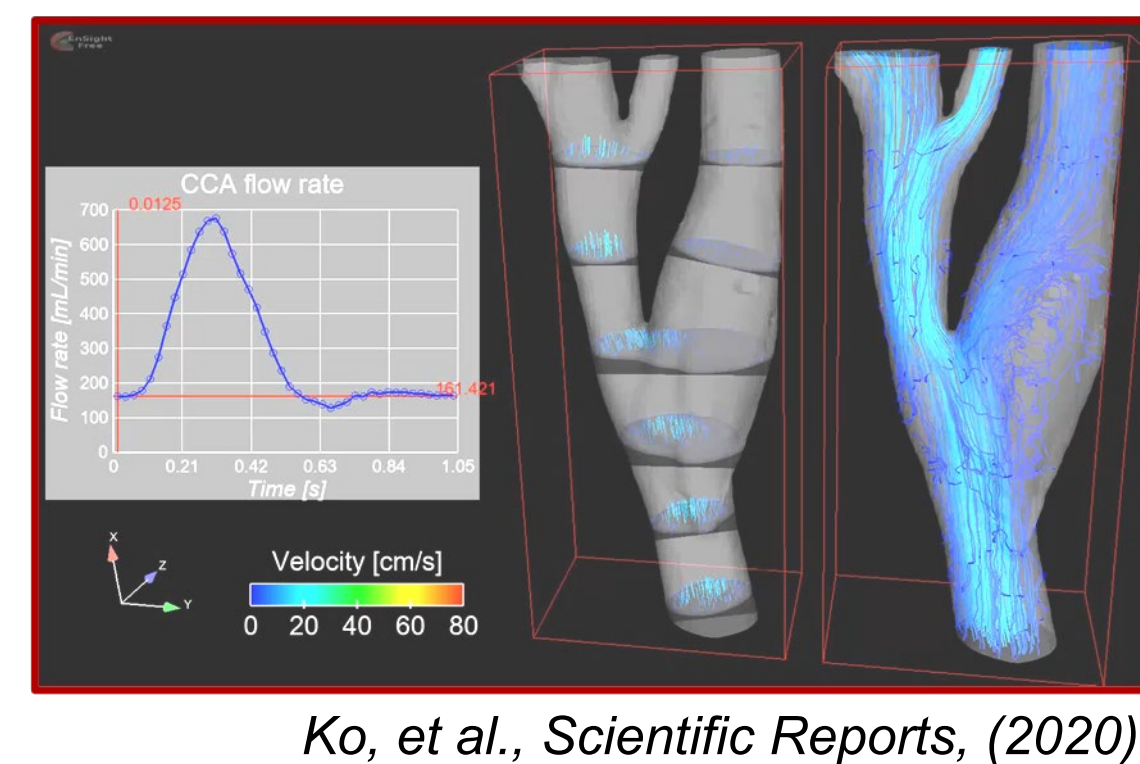 EnSight
Free
CCA flow rate
0.0125
700
600
500
400
300
200
100
0
161.421
Flow rate [mL/min]
0 0.21 0.42 0.63 0.84 1.05
Time [s]
X
Z
Y
Velocity [cm/s]
0 20 40 60 80
Ko, et al., Scientific Reports, (2020)